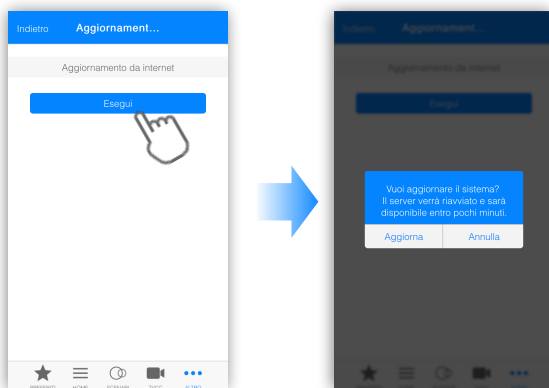 Indietro Aggiornament...
Aggiornamento da internet
Esegui
PREFERITI HOME SCENARI TVCC ALTRO
Indietro Aggiornament...
Aggiornamento da internet
Esegui
Vuoi aggiornare il sistema?
Il server verrà riavviato e sarà
disponibile entro pochi minuti.
Aggiorna Annulla